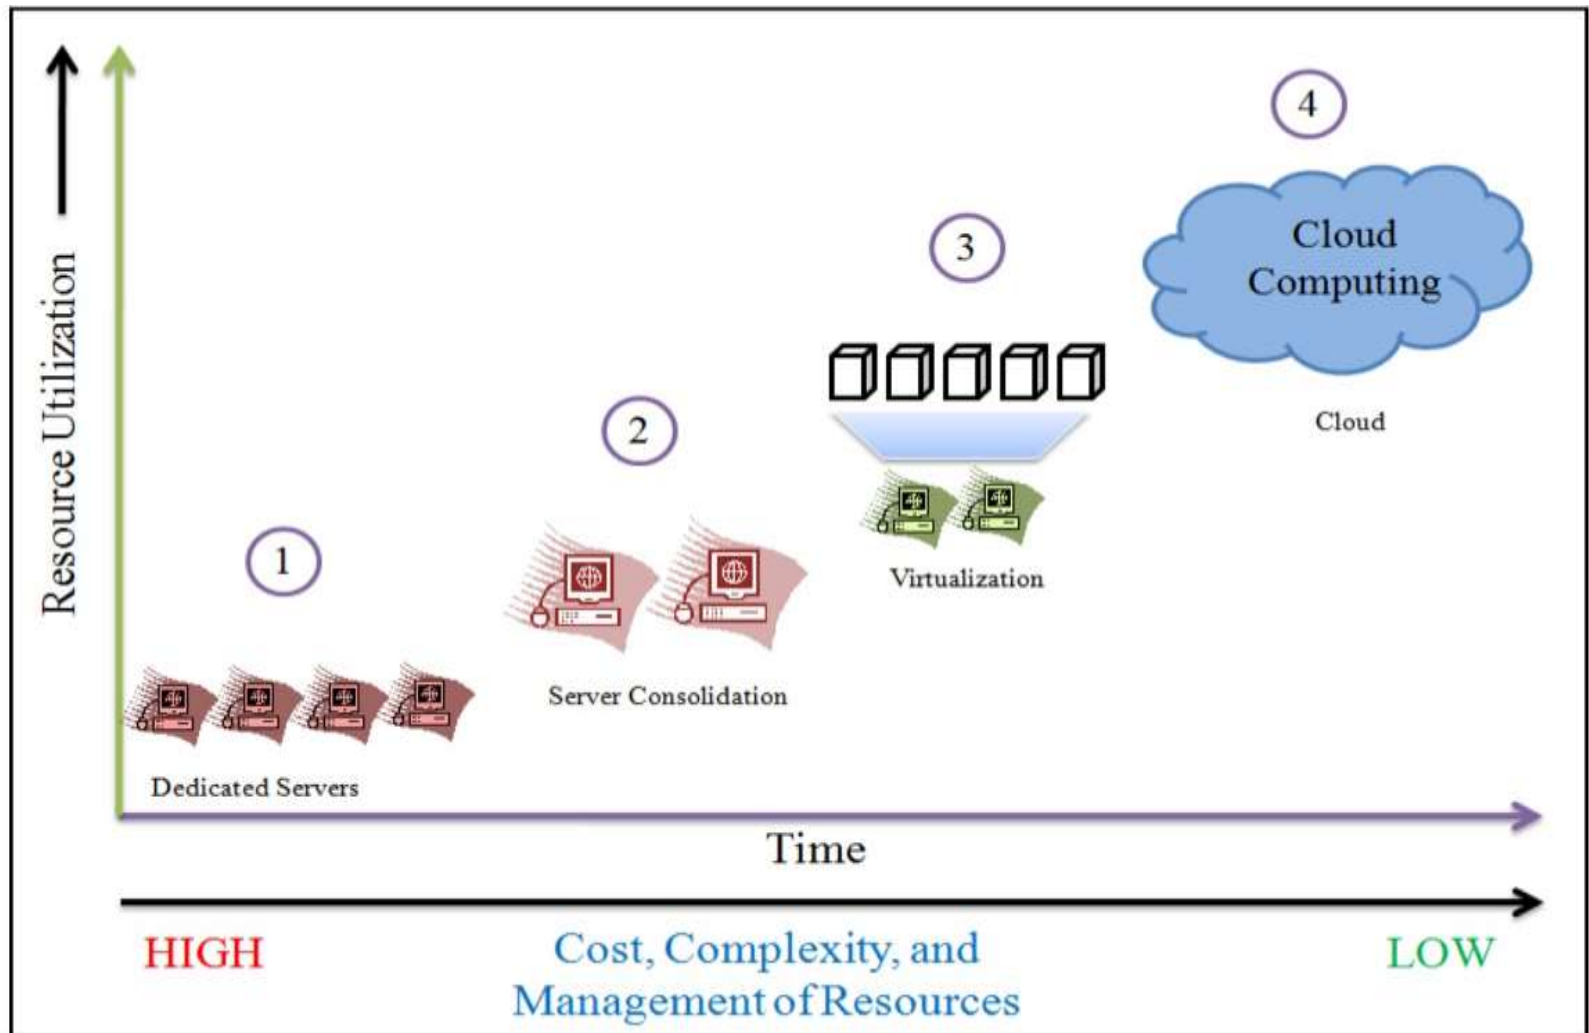 4
Cloud
Computing
3
Cloud
2
Resource Utilization
Virtualization
1
Server Consolidation
Dedicated Servers
Time
HIGH
Cost, Complexity, and
Management of Resources
LOW